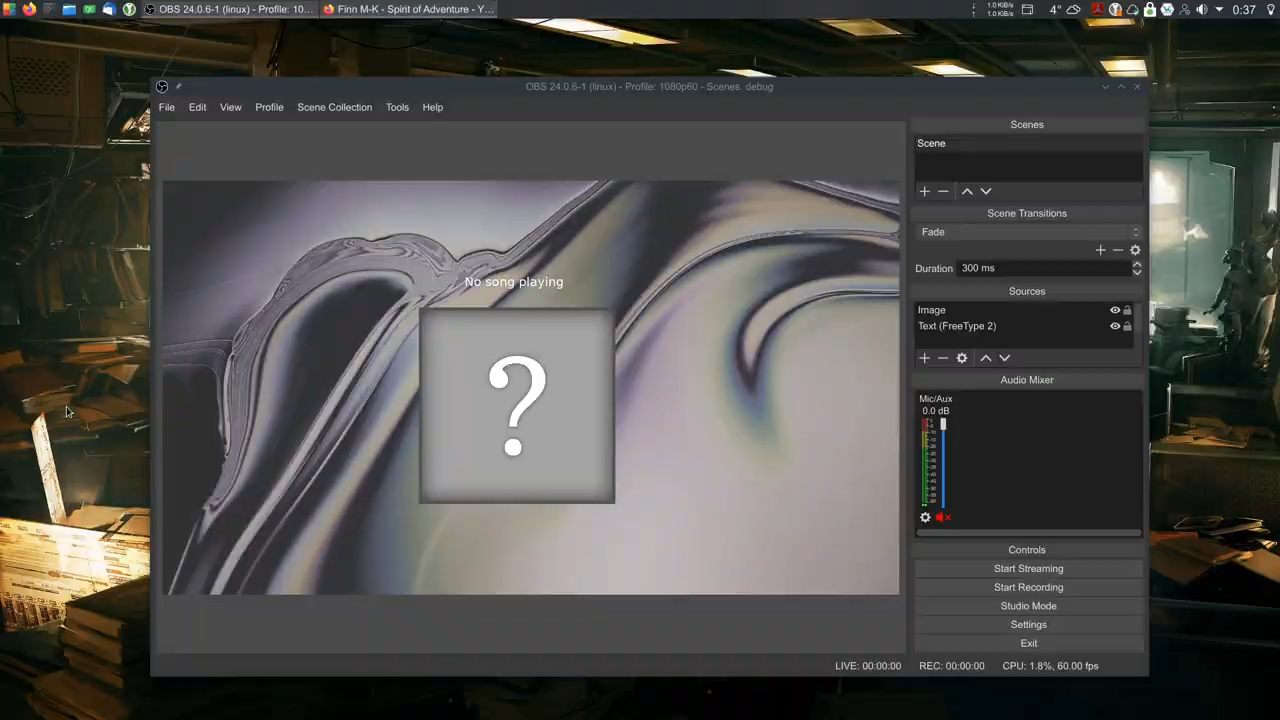 OBS 24.0.6-1 (linux) - Profile: 10...
Finn M-K - Spirit of Adventure - Y...
1.0 KiB/s
1.0 KiB/s
4°
0:37
OBS 24.0.6-1 (linux) - Profile: 1080p60 - Scenes: debug
File Edit View Profile Scene Collection Tools Help
No song playing
?
Scenes
Scene
Scene Transitions
Fade
Duration 300 ms
Sources
Image
Text (FreeType 2)
Audio Mixer
Mic/Aux
0.0 dB
Controls
Start Streaming
Start Recording
Studio Mode
Settings
Exit
LIVE: 00:00:00 REC: 00:00:00 CPU: 1.8%, 60.00 fps